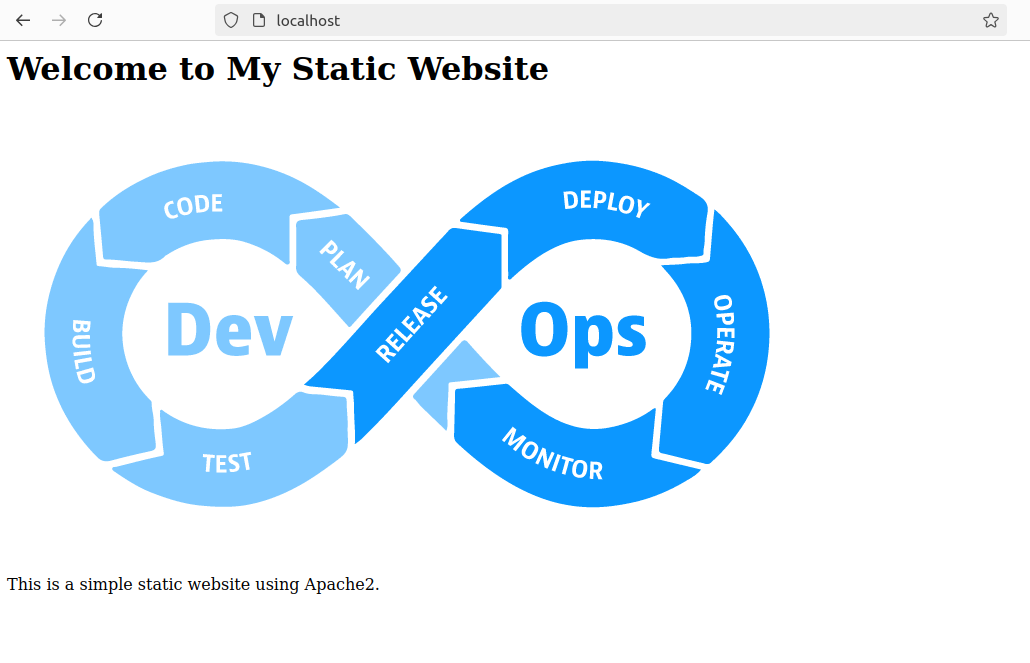 localhost
Welcome to My Static Website
CODE
DEPLOY
PLAN
RELEASE
OPERATE
BUILD
Dev
Ops
TEST
MONITOR
This is a simple static website using Apache2.